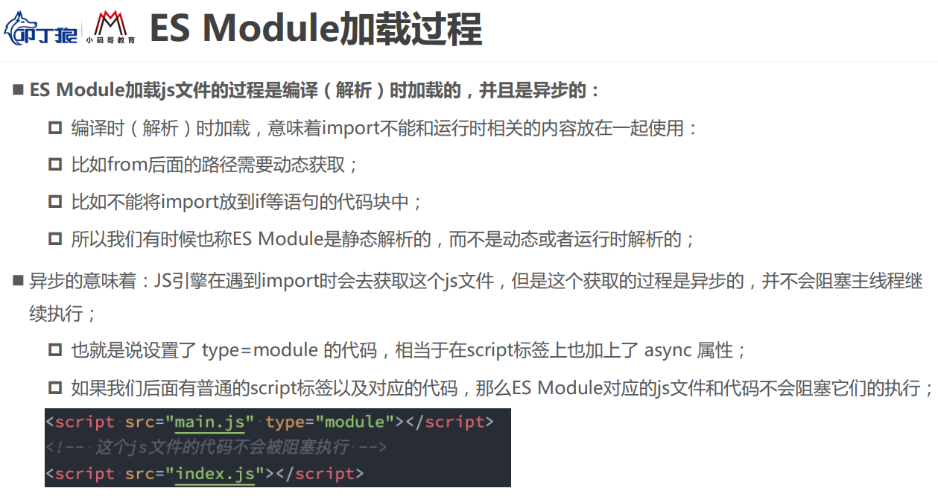 叩丁狼 小码哥教育 ES Module加载过程
ES Module加载js文件的过程是编译（解析）时加载的，并且是异步的：
编译时（解析）时加载，意味着import不能和运行时相关的内容放在一起使用：
比如from后面的路径需要动态获取；
比如不能将import放到if等语句的代码块中；
所以我们有时候也称ES Module是静态解析的，而不是动态或者运行时解析的；
异步的意味着：JS引擎在遇到import时会去获取这个js文件，但是这个获取的过程是异步的，并不会阻塞主线程继
续执行；
也就是说设置了 type=module 的代码，相当于在script标签上也加上了 async 属性；
如果我们后面有普通的script标签以及对应的代码，那么ES Module对应的js文件和代码不会阻塞它们的执行；
<script src="main.js" type="module"></script>
<!-- 这个js文件的代码不会被阻塞执行 -->
<script src="index.js"></script>